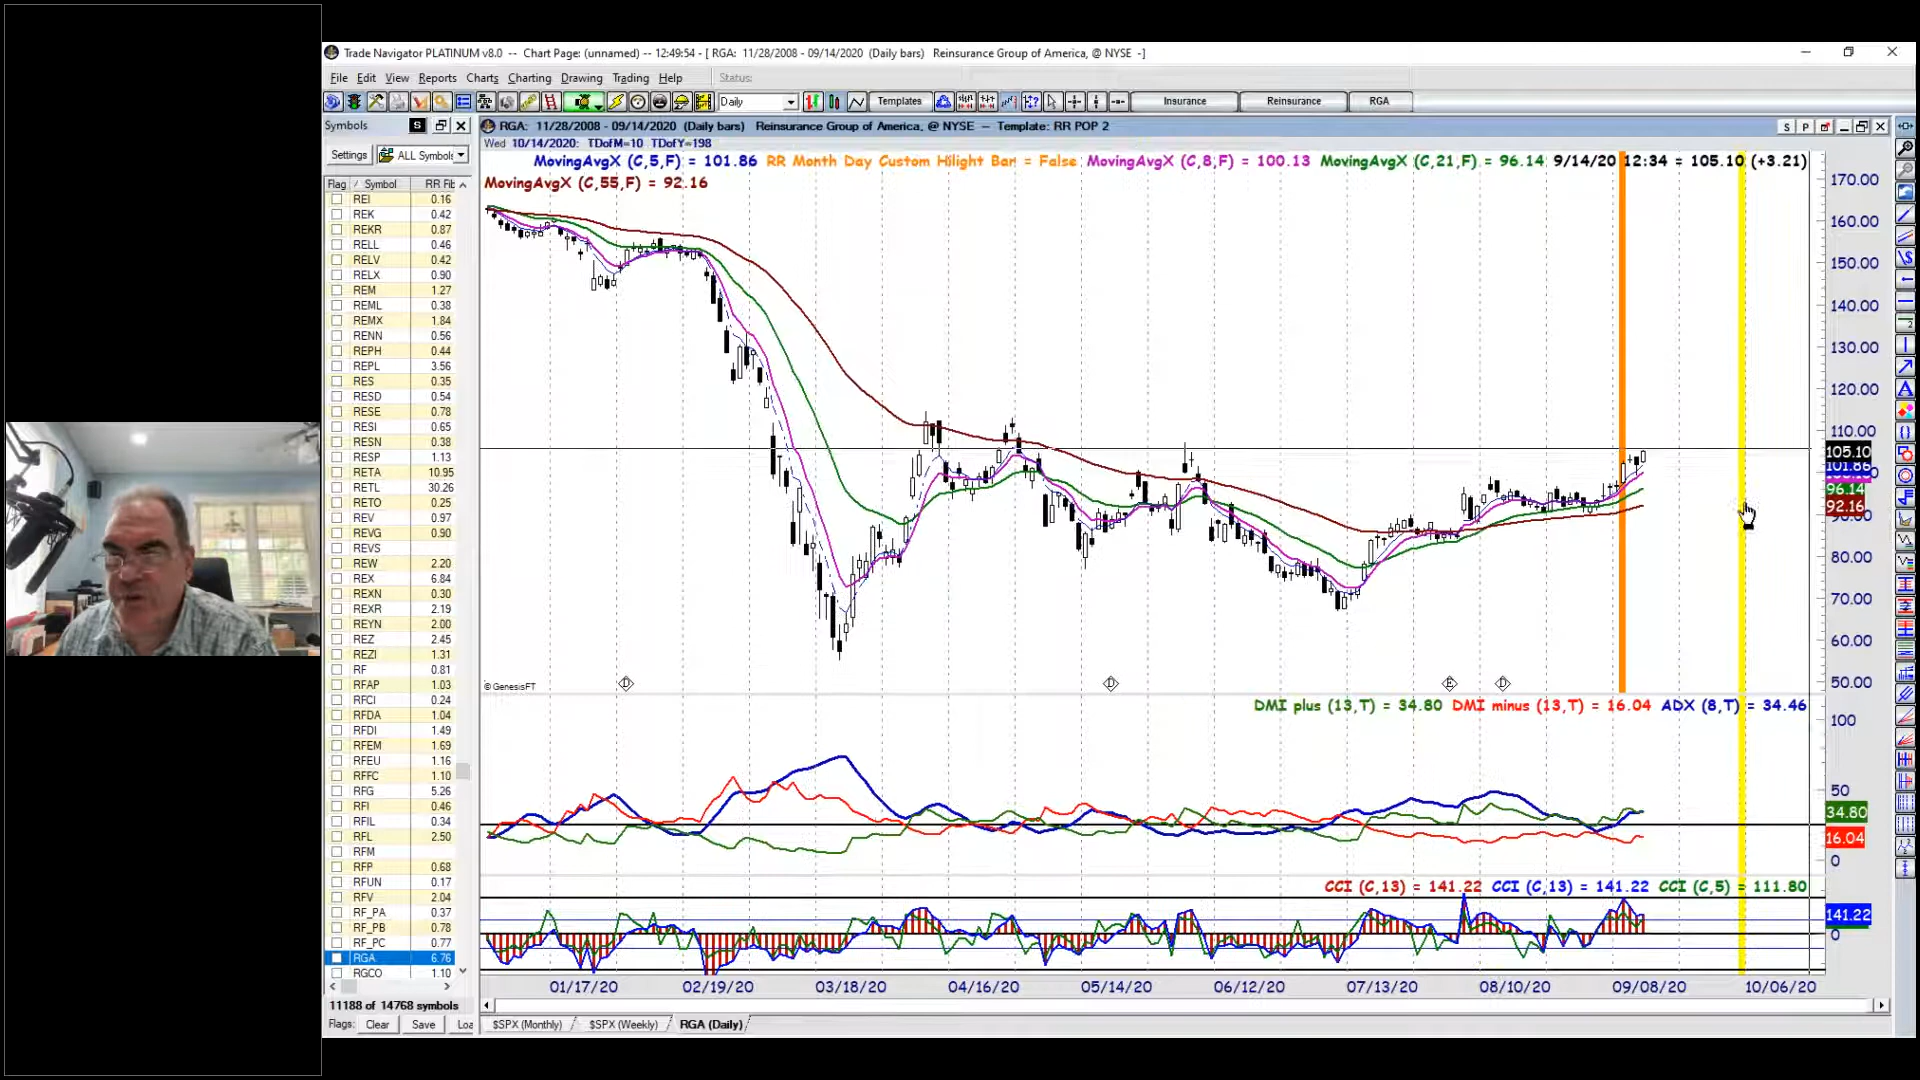 Trade Navigator PLATINUM v8.0 -- Chart Page: (unnamed) -- 12:49:54 - [ RGA: 11/28/2008 - 09/14/2020 (Daily bars) Reinsurance Group of America, @ NYSE -]
File Edit View Reports Charts Charting Drawing Trading Help Status:
Daily Templates Insurance Reinsurance RGA
Symbols S
RGA: 11/28/2008 - 09/14/2020 (Daily bars) Reinsurance Group of America, @ NYSE — Template: RR POP 2 S P
Wed 10/14/2020: TDofM=10 TDofY=198
Settings ALL Symbols
MovingAvgX (C,5,F) = 101.86 RR Month Day Custom Hilight Bar = False MovingAvgX (C,8,F) = 100.13 MovingAvgX (C,21,F) = 96.14 9/14/20 12:34 = 105.10 (+3.21)
MovingAvgX (C,55,F) = 92.16
Flag / Symbol RR Fib
REI 0.16
REK 0.42
REKR 0.87
RELL 0.46
RELV 0.42
RELX 0.90
REM 1.27
REML 0.38
REMX 1.84
RENN 0.56
REPH 0.44
REPL 3.56
RES 0.35
RESD 0.54
RESE 0.78
RESI 0.65
RESN 0.38
RESP 1.13
RETA 10.95
RETL 30.26
RETO 0.25
REV 0.97
REVG 0.90
REVS
REW 2.20
REX 6.84
REXN 0.30
REXR 2.19
REYN 2.00
REZ 2.45
REZI 1.31
RF 0.81
RFAP 1.03
RFCI 0.24
RFDA 1.04
RFDI 1.49
RFEM 1.69
RFEU 1.16
RFFC 1.10
RFG 5.26
RFI 0.46
RFIL 0.34
RFL 2.50
RFM
RFP 0.68
RFUN 0.17
RFV 2.04
RF_PA 0.37
RF_PB 0.78
RF_PC 0.77
RGA 6.76
RGCO 1.10
11188 of 14768 symbols
Flags: Clear Save Loa
170.00
160.00
150.00
140.00
130.00
120.00
110.00
105.10
101.86
96.14
92.16
80.00
70.00
60.00
50.00
D D E D
© GenesisFT
DMI plus (13,T) = 34.80 DMI minus (13,T) = 16.04 ADX (8,T) = 34.46
100
50
34.80
16.04
0
CCI (C,13) = 141.22 CCI (C,13) = 141.22 CCI (C,5) = 111.80
141.22
0
01/17/20 02/19/20 03/18/20 04/16/20 05/14/20 06/12/20 07/13/20 08/10/20 09/08/20 10/06/20
$SPX (Monthly) $SPX (Weekly) RGA (Daily)